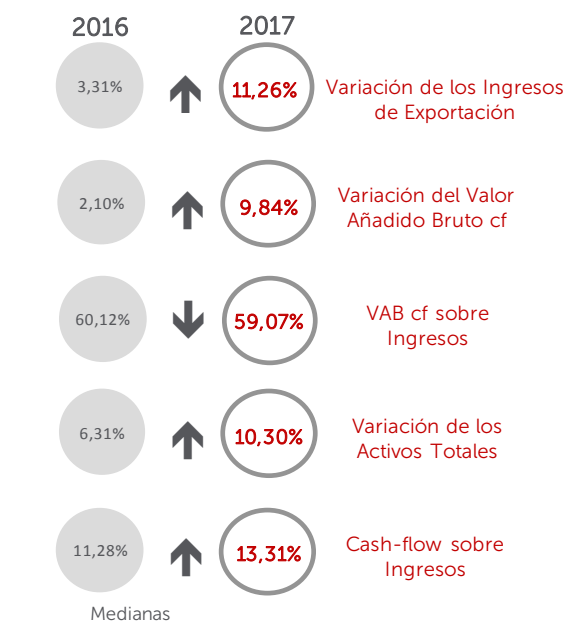 2016
2017
3,31%
11,26%
Variación de los Ingresos
de Exportación
2,10%
9,84%
Variación del Valor
Añadido Bruto cf
60,12%
59,07%
VAB cf sobre
Ingresos
6,31%
10,30%
Variación de los
Activos Totales
11,28%
13,31%
Cash-flow sobre
Ingresos
Medianas